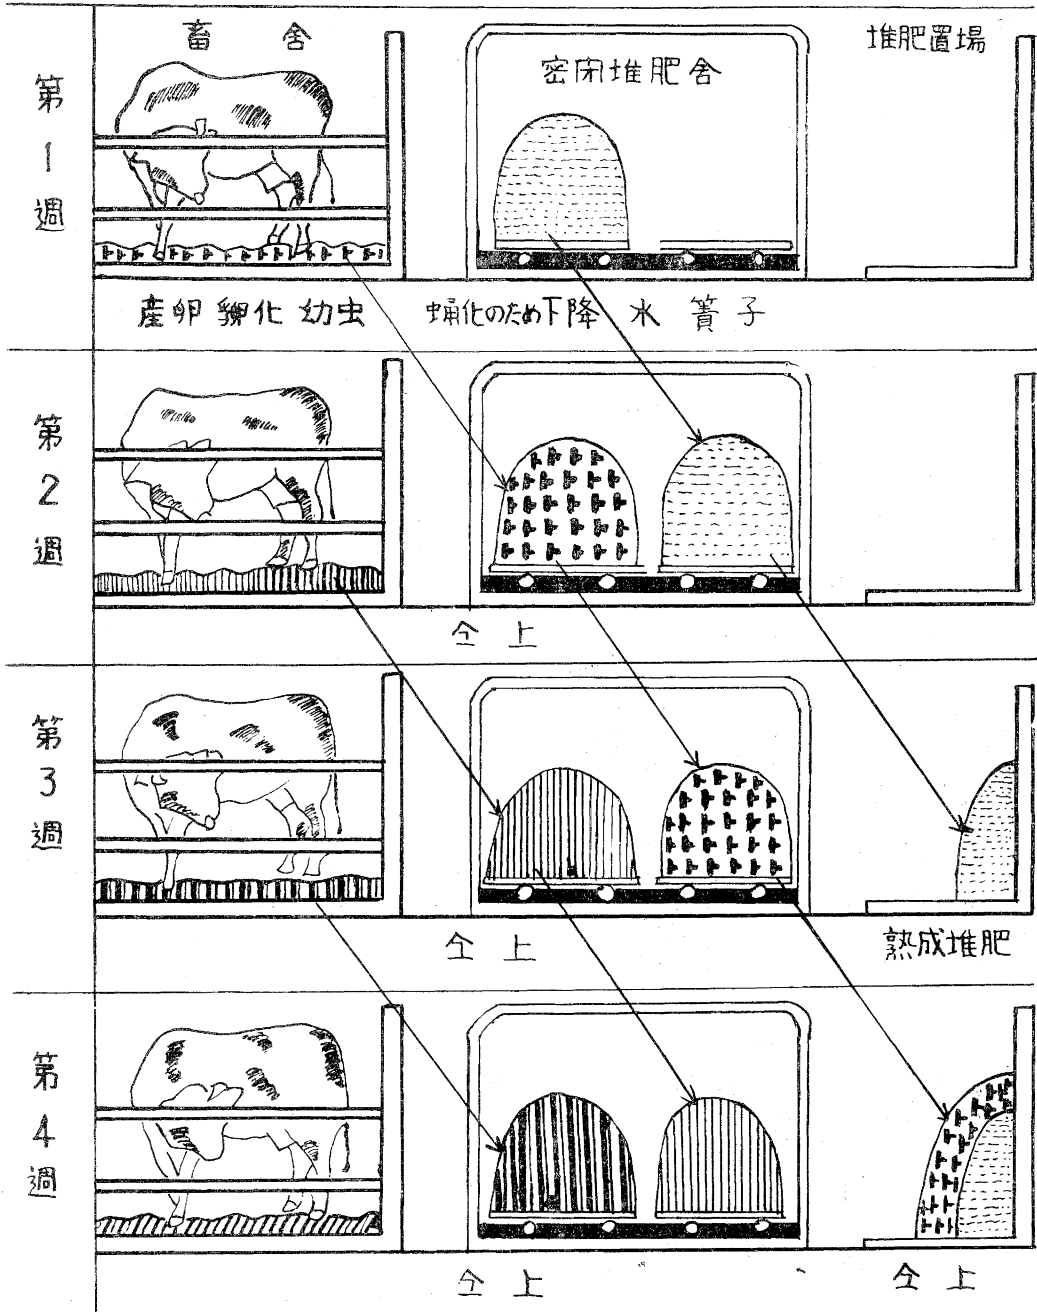 畜舎
密閉堆肥舎
堆肥置場
第1週
産卵 孵化 幼虫
蛹化のため下降 水 簀子
第2週
仝上
第3週
仝上
熟成堆肥
第4週
仝上
仝上